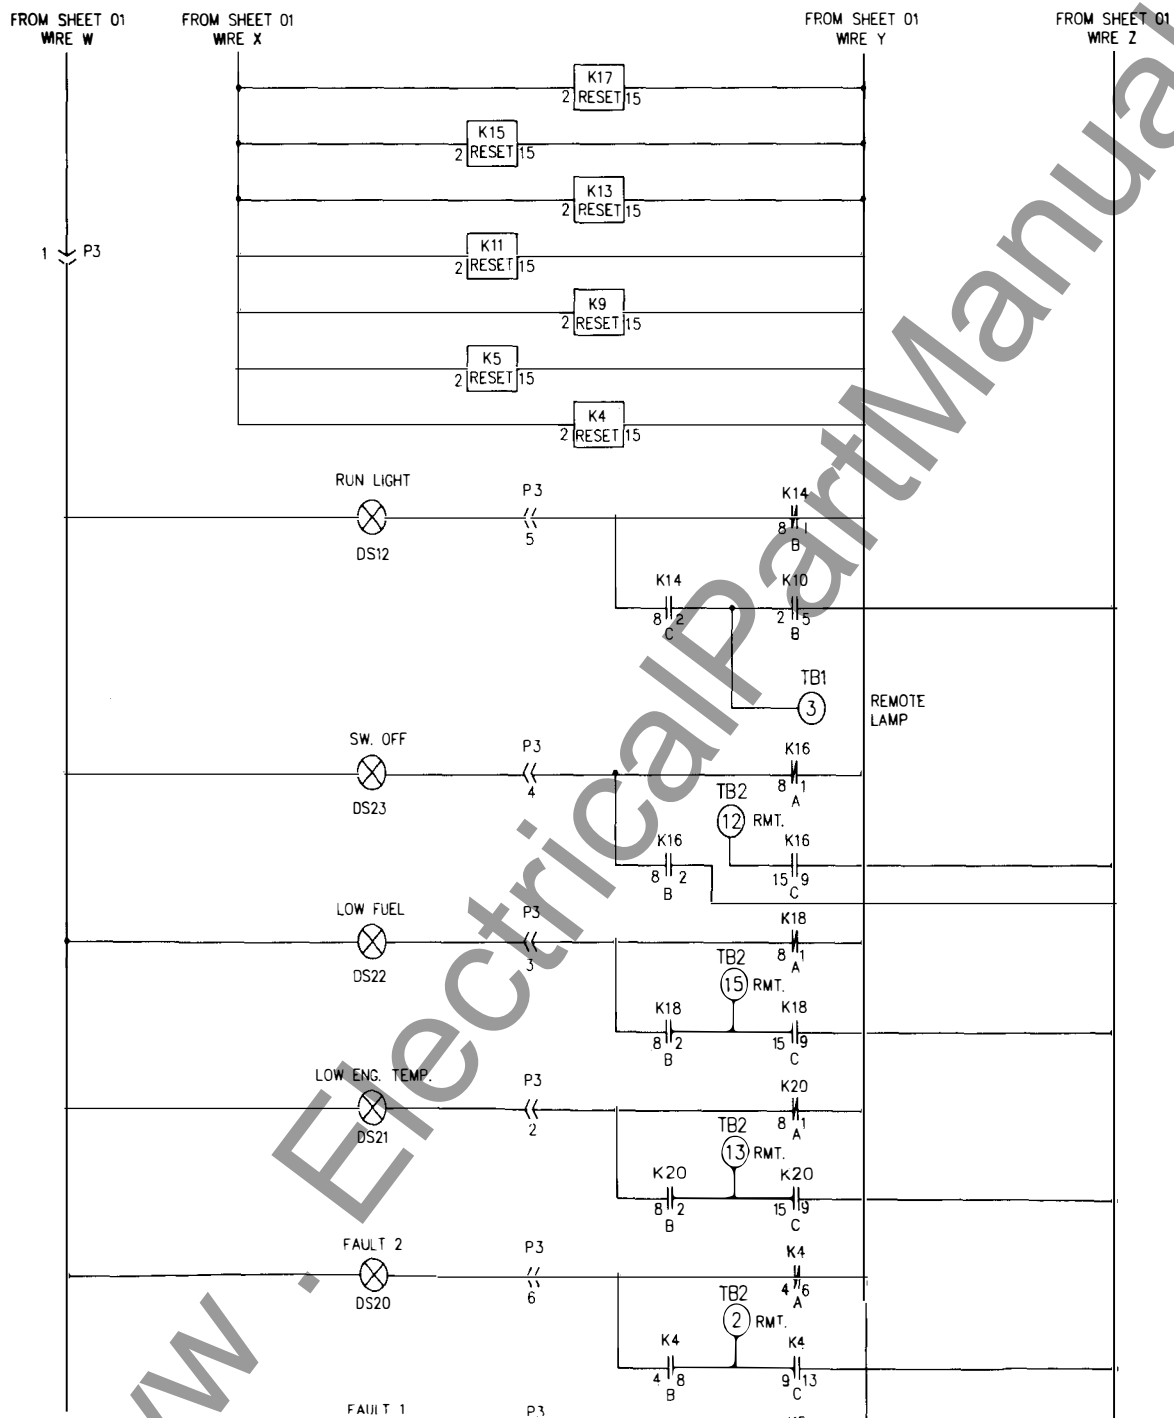 FROM SHEET 01
WIRE W
FROM SHEET 01
WIRE X
FROM SHEET 01
WIRE Y
FROM SHEET 01
WIRE Z
K17
2 RESET 15
K15
2 RESET 15
K13
2 RESET 15
1 P3
K11
2 RESET 15
K9
2 RESET 15
K5
2 RESET 15
K4
2 RESET 15
RUN LIGHT
DS12
P3
5
K14
8 1
B
K14
8 2
C
K10
2 5
B
TB1
3
REMOTE
LAMP
SW. OFF
DS23
P3
4
K16
8 1
A
TB2
12 RMT.
K16
8 2
B
K16
15 9
C
LOW FUEL
DS22
P3
3
K18
8 1
A
TB2
15 RMT.
K18
8 2
B
K18
15 9
C
LOW ENG. TEMP.
DS21
P3
2
K20
8 1
A
TB2
13 RMT.
K20
8 2
B
K20
15 9
C
FAULT 2
DS20
P3
6
K4
4 6
A
TB2
2 RMT.
K4
4 8
B
K4
9 13
C
FAULT 1
P3
w . ElectricalPartManual